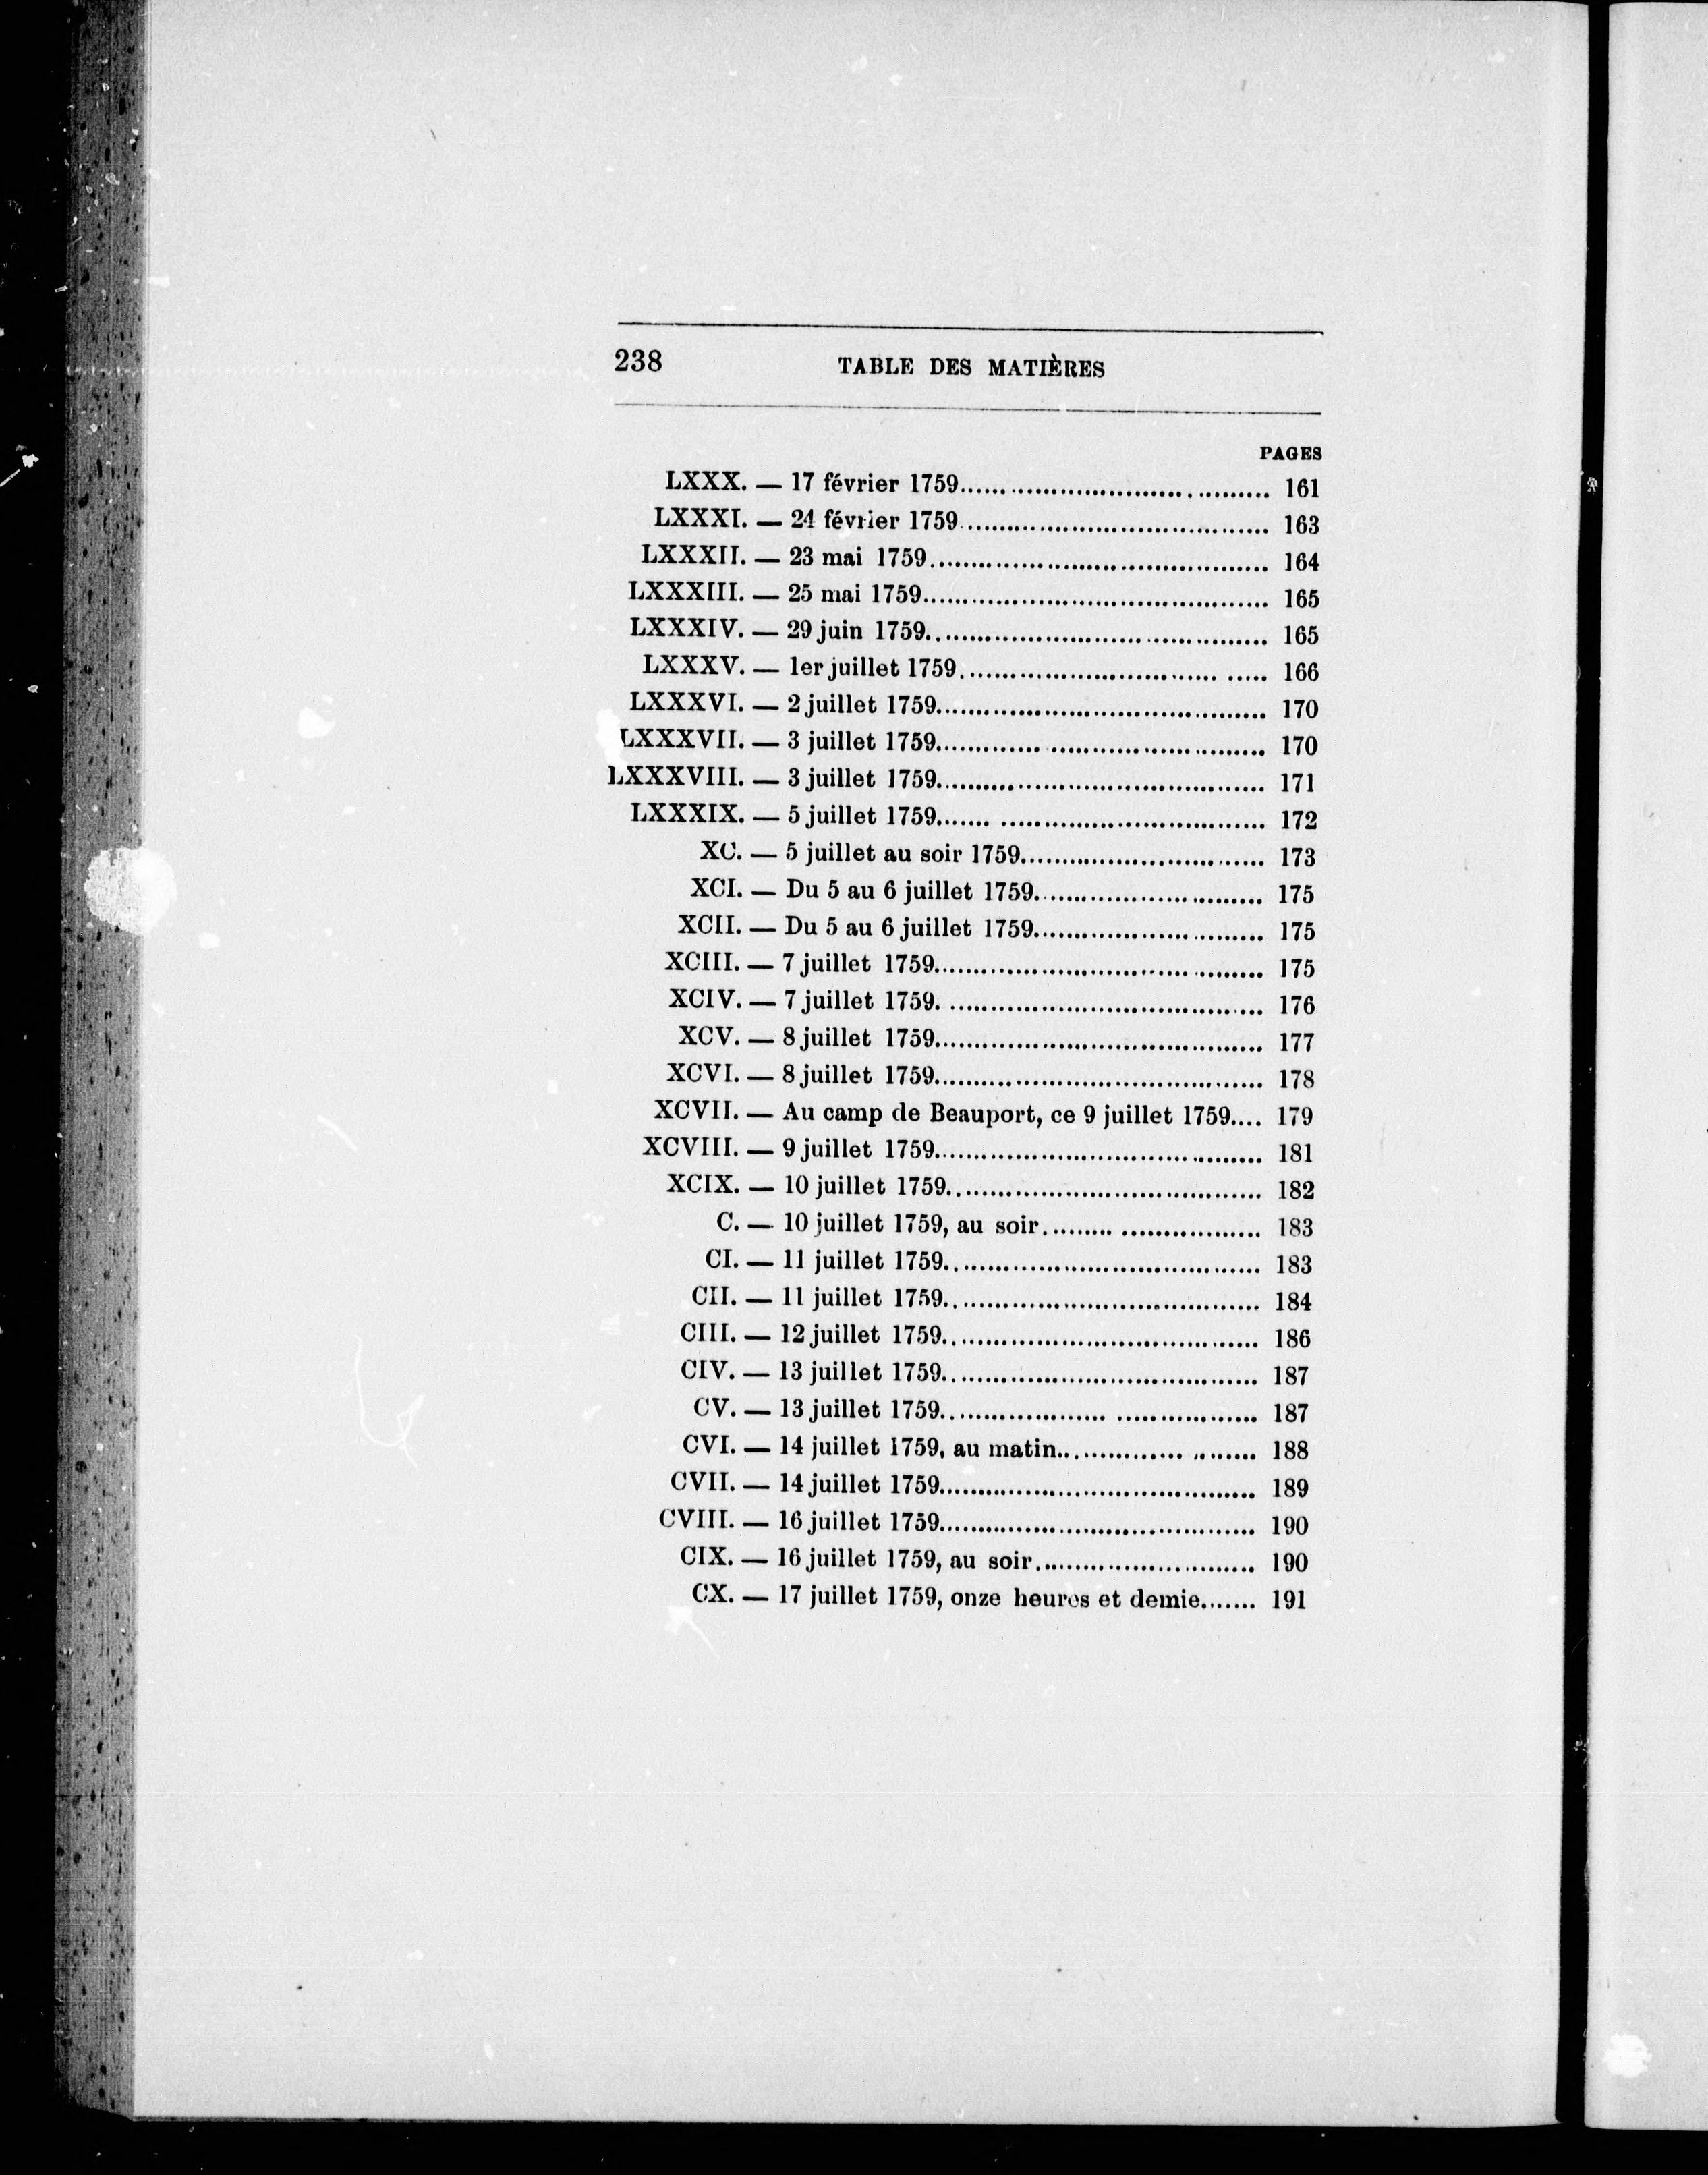 238 TABLE DES MATIÈRES
PAGES
LXXX. — 17 février 1759.......................................... 161
LXXXI. — 24 février 1759.......................................... 163
LXXXII. — 23 mai 1759.......................................... 164
LXXXIII. — 25 mai 1759.......................................... 165
LXXXIV. — 29 juin 1759.......................................... 165
LXXXV. — 1er juillet 1759.......................................... 166
LXXXVI. — 2 juillet 1759.......................................... 170
LXXXVII. — 3 juillet 1759.......................................... 170
LXXXVIII. — 3 juillet 1759.......................................... 171
LXXXIX. — 5 juillet 1759.......................................... 172
XC. — 5 juillet au soir 1759............................... 173
XCI. — Du 5 au 6 juillet 1759............................. 175
XCII. — Du 5 au 6 juillet 1759............................. 175
XCIII. — 7 juillet 1759.......................................... 175
XCIV. — 7 juillet 1759.......................................... 176
XCV. — 8 juillet 1759.......................................... 177
XCVI. — 8 juillet 1759.......................................... 178
XCVII. — Au camp de Beauport, ce 9 juillet 1759.... 179
XCVIII. — 9 juillet 1759.......................................... 181
XCIX. — 10 juillet 1759........................................ 182
C. — 10 juillet 1759, au soir............................ 183
CI. — 11 juillet 1759........................................ 183
CII. — 11 juillet 1759........................................ 184
CIII. — 12 juillet 1759........................................ 186
CIV. — 13 juillet 1759........................................ 187
CV. — 13 juillet 1759........................................ 187
CVI. — 14 juillet 1759, au matin......................... 188
CVII. — 14 juillet 1759........................................ 189
CVIII. — 16 juillet 1759........................................ 190
CIX. — 16 juillet 1759, au soir............................ 190
CX. — 17 juillet 1759, onze heures et demie....... 191